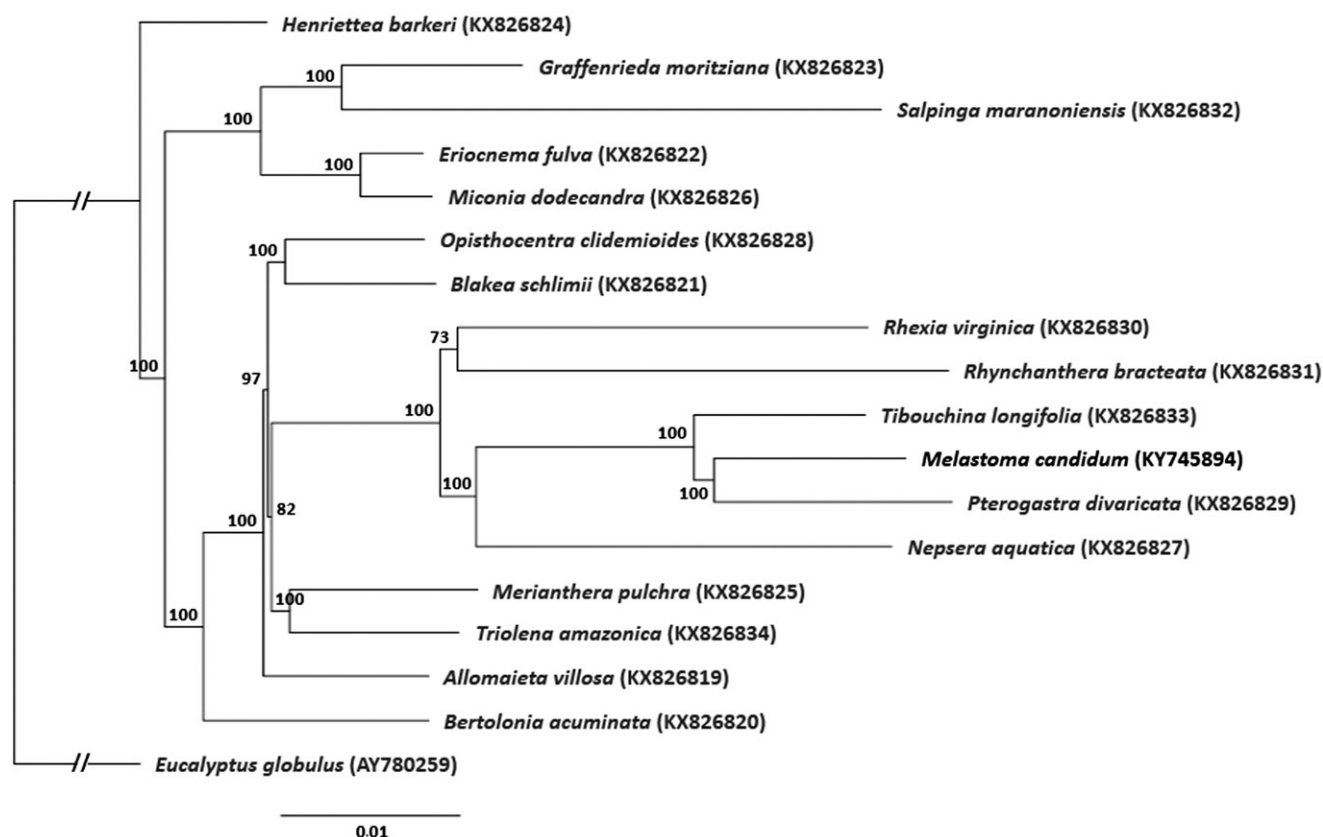 Henriettea barkeri (KX826824)
Graffenrieda moritziana (KX826823)
100
Salpinga maranoniensis (KX826832)
100
Eriocnema fulva (KX826822)
100
Miconia dodecandra (KX826826)
Opisthocentra clidemioides (KX826828)
100
Blakea schlimii (KX826821)
Rhexia virginica (KX826830)
73
Rhynchanthera bracteata (KX826831)
100
97
100
Tibouchina longifolia (KX826833)
100
Melastoma candidum (KY745894)
100
100
Pterogastra divaricata (KX826829)
82
100
Nepsera aquatica (KX826827)
Merianthera pulchra (KX826825)
100
100
Triolena amazonica (KX826834)
Allomaieta villosa (KX826819)
Bertolonia acuminata (KX826820)
Eucalyptus globulus (AY780259)
0.01